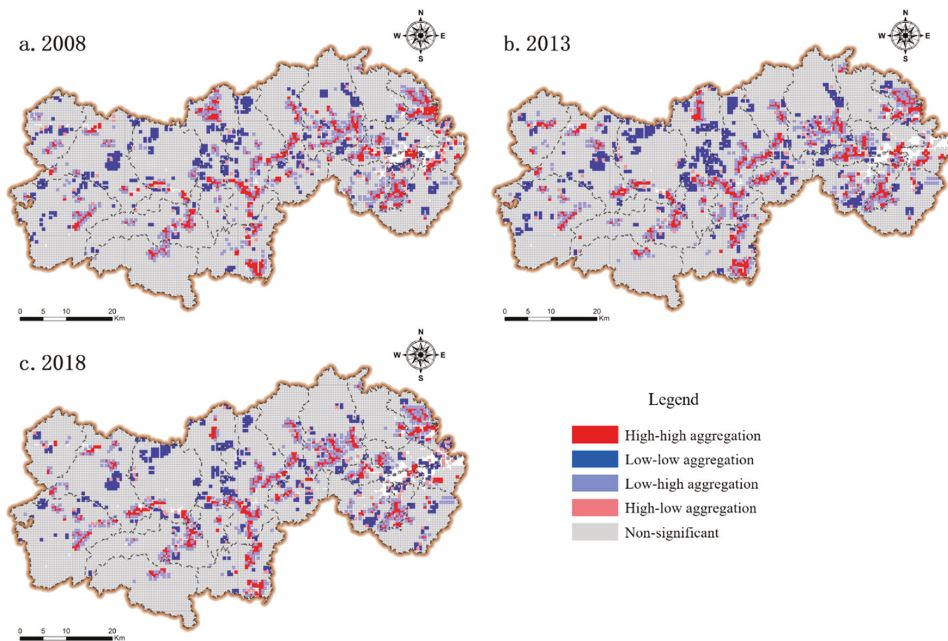 a. 2008
N
W E
S
0 5 10 20
Km
b. 2013
N
W E
S
0 5 10 20
Km
c. 2018
N
W E
S
0 5 10 20
Km
Legend
High-high aggregation
Low-low aggregation
Low-high aggregation
High-low aggregation
Non-significant